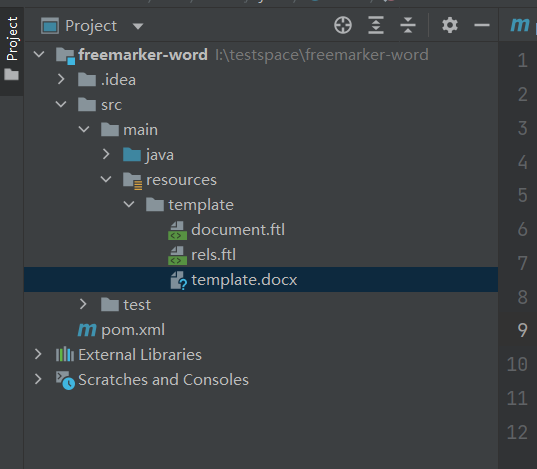 Project
Project
freemarker-word I:\testspace\freemarker-word
.idea
src
main
java
resources
template
document.ftl
rels.ftl
template.docx
test
pom.xml
External Libraries
Scratches and Consoles
1
2
3
4
5
6
7
8
9
10
11
12